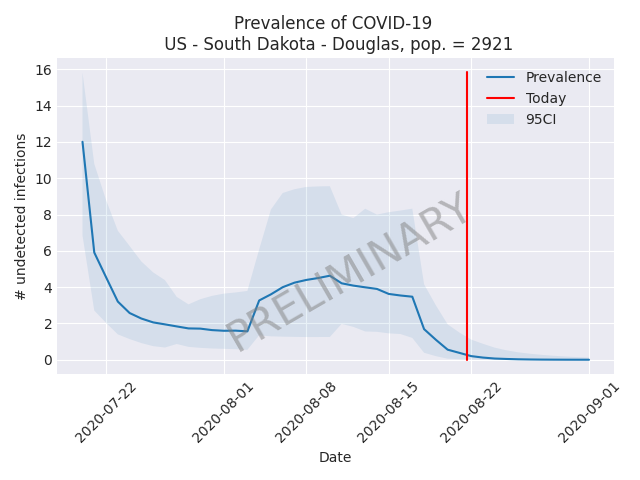 Prevalence of COVID-19
US - South Dakota - Douglas, pop. = 2921
16
14
12
10
8
6
4
2
0
# undetected infections
Prevalence
Today
95CI
PRELIMINARY
2020-07-22
2020-08-01
2020-08-08
2020-08-15
2020-08-22
2020-09-01
Date